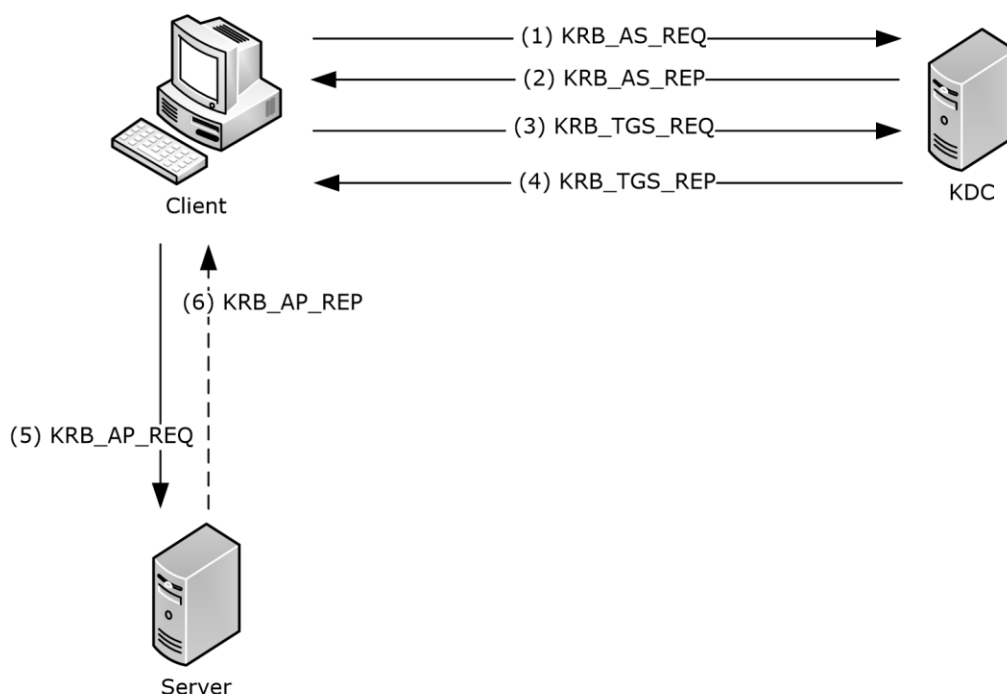 (1) KRB_AS_REQ
(2) KRB_AS_REP
(3) KRB_TGS_REQ
(4) KRB_TGS_REP
Client
KDC
(6) KRB_AP_REP
(5) KRB_AP_REQ
Server